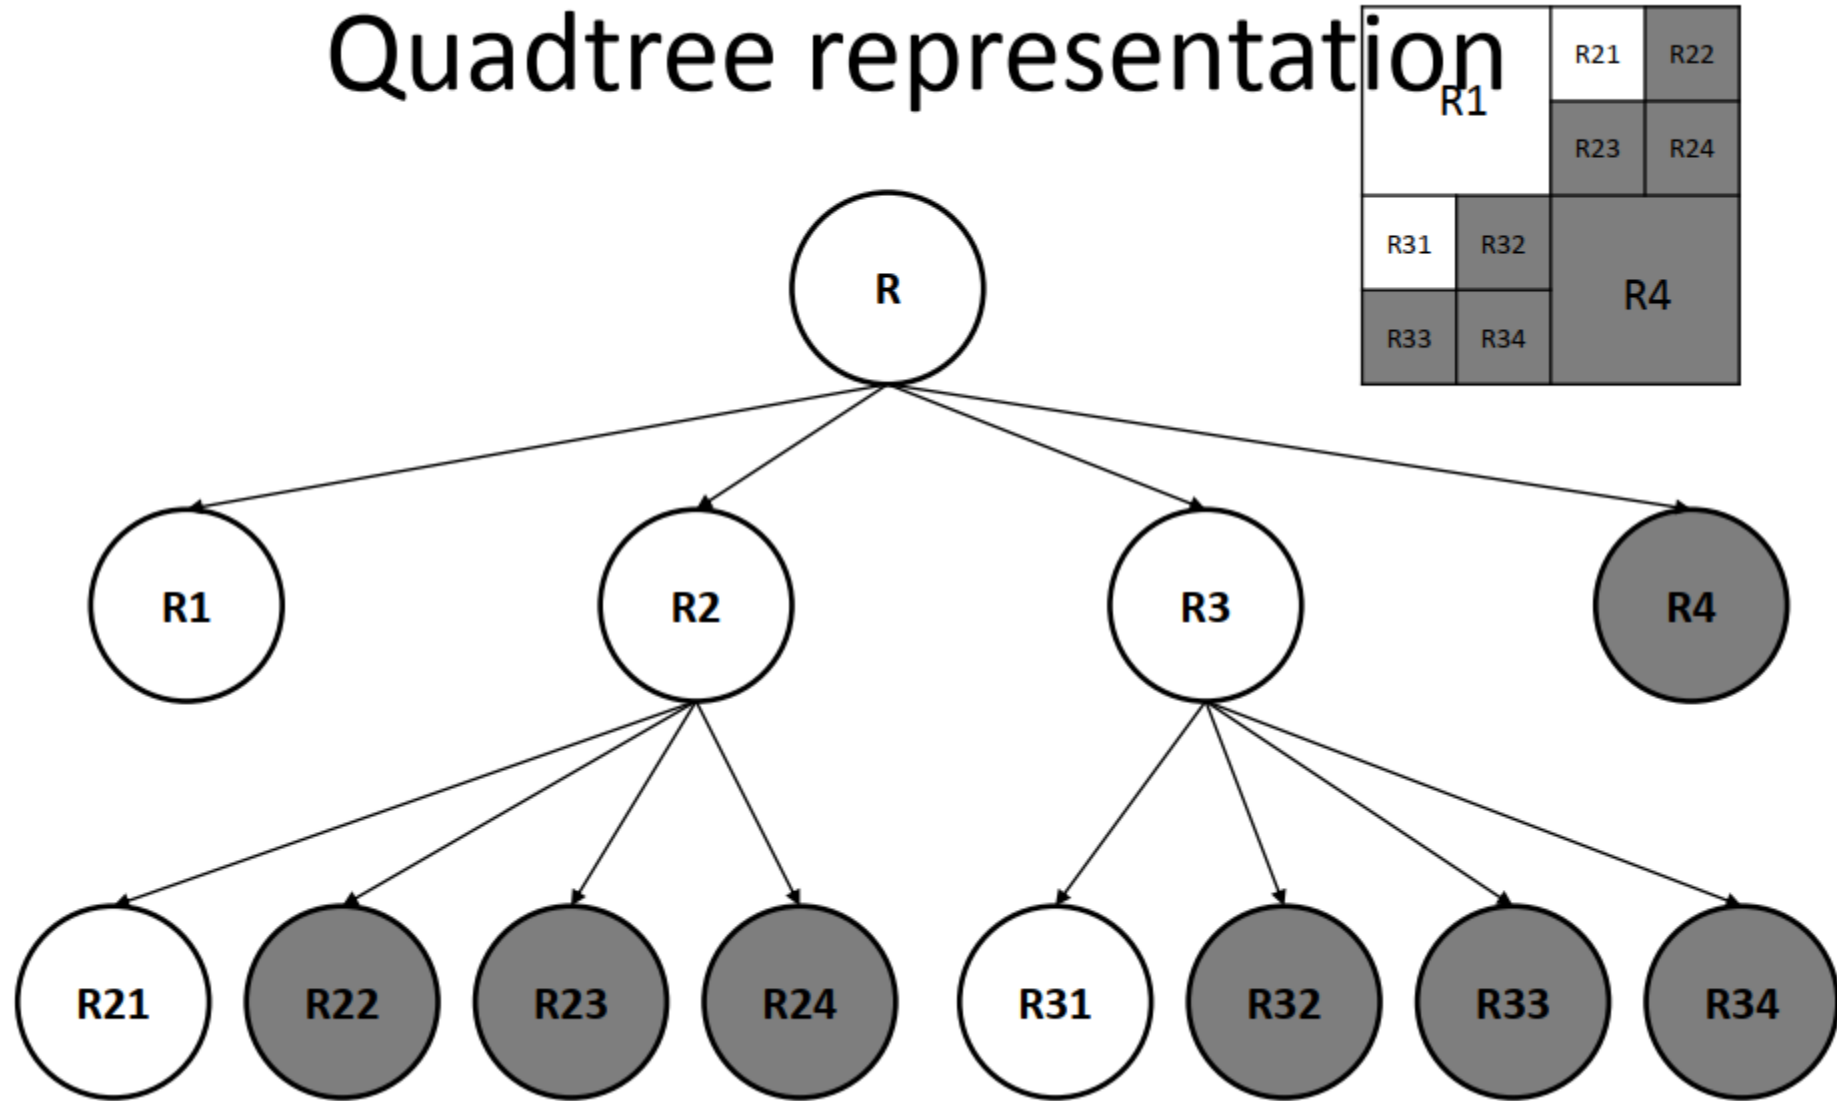 Quadtree representation
R1
R21 R22
R23 R24
R31 R32
R33 R34
R4
R
R1 R2 R3 R4
R21 R22 R23 R24 R31 R32 R33 R34